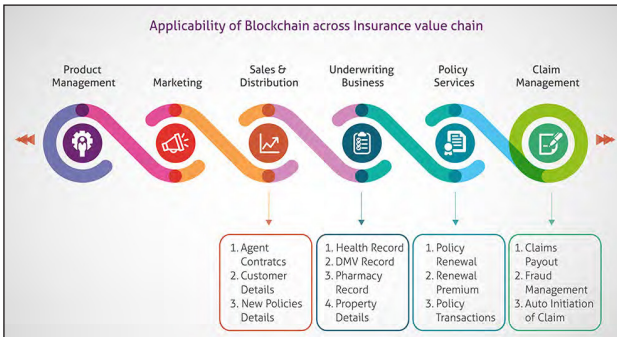 Applicability of Blockchain across Insurance value chain
Product
Management
Marketing
Sales &
Distribution
Underwriting
Business
Policy
Services
Claim
Management
1. Agent
Contratcs
2. Customer
Details
3. New Policies
Details
1. Health Record
2. DMV Record
3. Pharmacy
Record
4. Property
Details
1. Policy
Renewal
2. Renewal
Premium
3. Policy
Transactions
1. Claims
Payout
2. Fraud
Management
3. Auto Initiation
of Claim